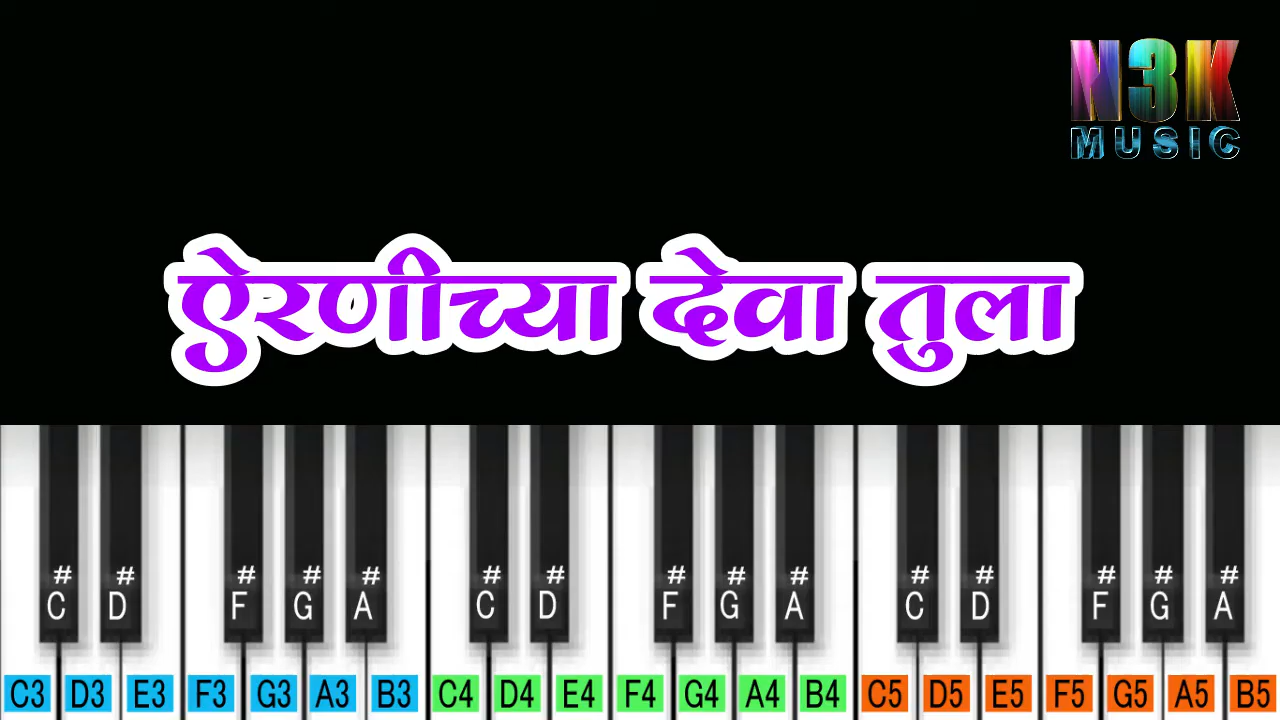 N3K
MUSIC
ऐरणीच्या देवा तुला
# # # # # # # # # # # # # # #
C D F G A C D F G A C D F G A
C3 D3 E3 F3 G3 A3 B3 C4 D4 E4 F4 G4 A4 B4 C5 D5 E5 F5 G5 A5 B5